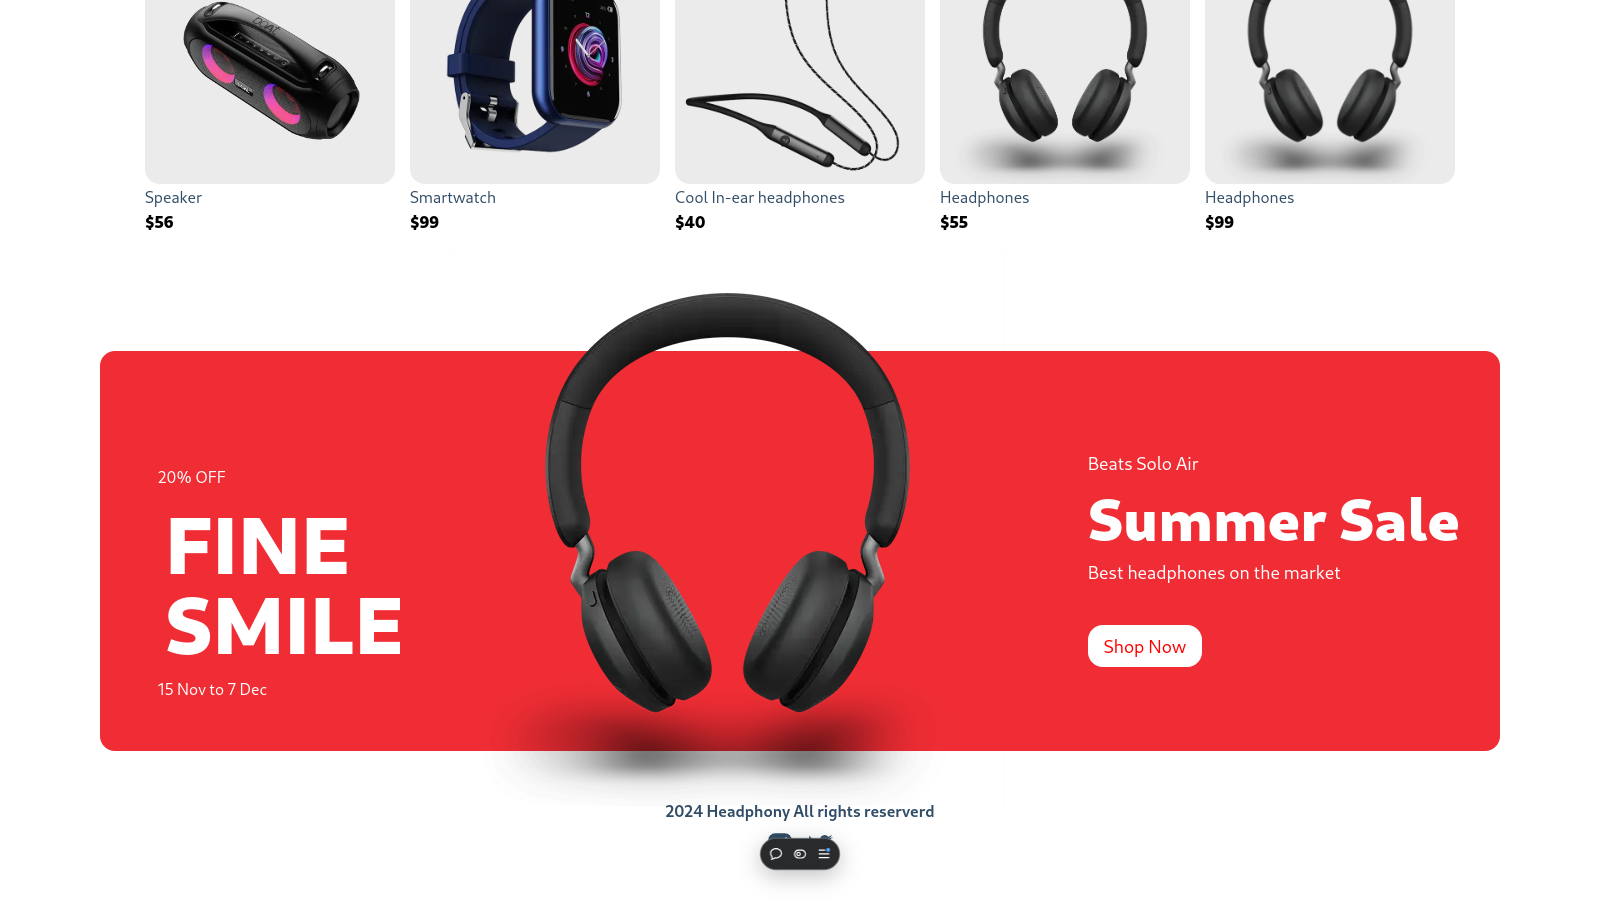 Speaker
$56
Smartwatch
$99
Cool In-ear headphones
$40
Headphones
$55
Headphones
$99
20% OFF
FINE
SMILE
15 Nov to 7 Dec
Beats Solo Air
Summer Sale
Best headphones on the market
Shop Now
2024 Headphony All rights reserverd